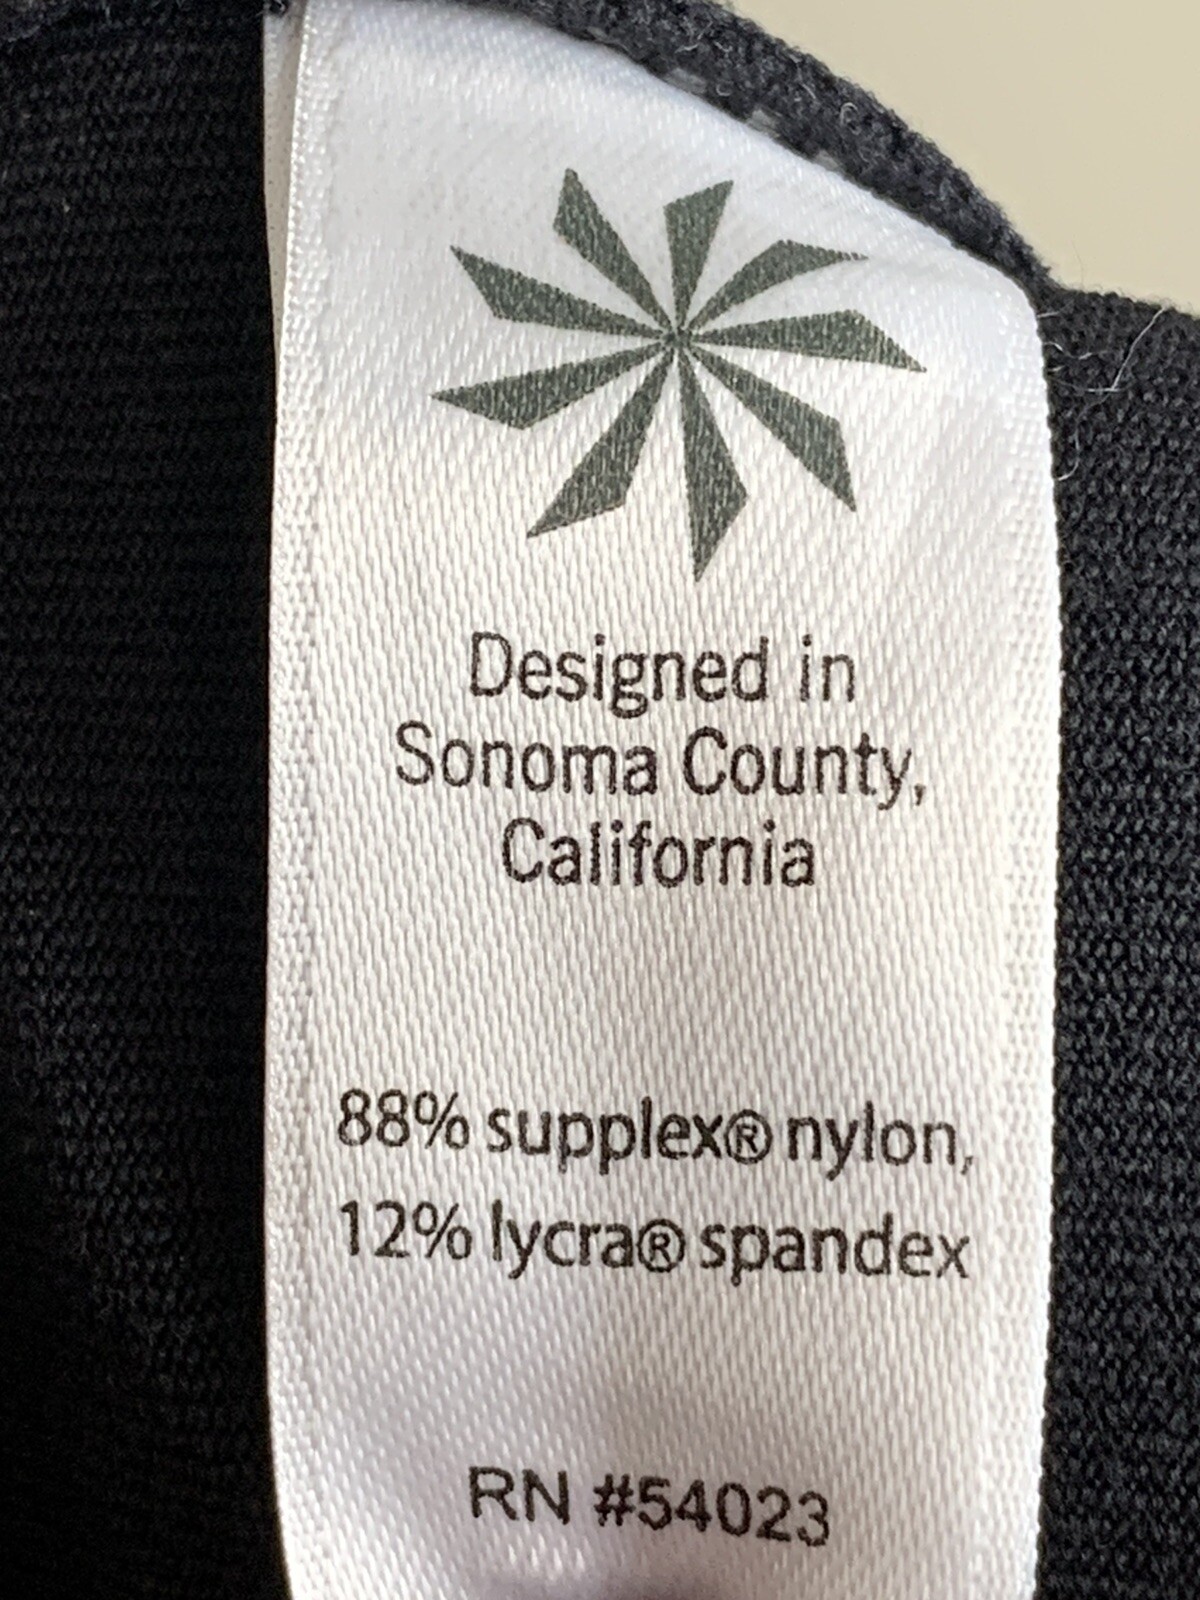 Designed in
Sonoma County,
California
88% supplex® nylon,
12% lycra® spandex
RN #54023